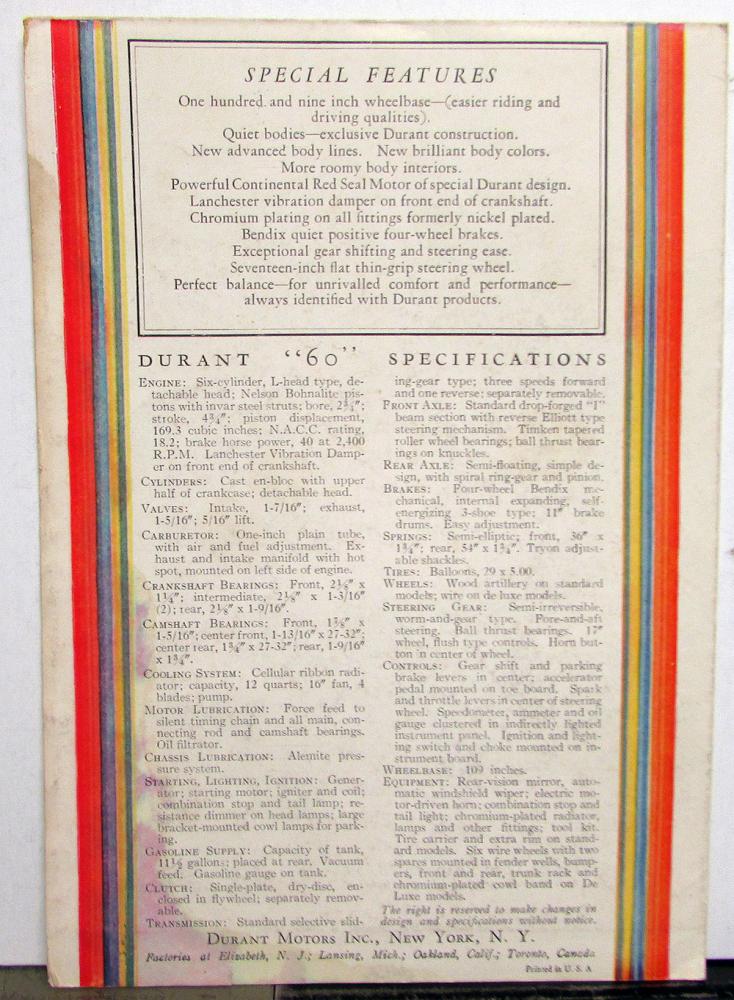 SPECIAL FEATURES
One hundred and nine inch wheelbase—(easier riding and
driving qualities).
Quiet bodies—exclusive Durant construction.
New advanced body lines. New brilliant body colors.
More roomy body interiors.
Powerful Continental Red Seal Motor of special Durant design.
Lanchester vibration damper on front end of crankshaft.
Chromium plating on all fittings formerly nickel plated.
Bendix quiet positive four-wheel brakes.
Exceptional gear shifting and steering ease.
Seventeen-inch flat thin-grip steering wheel.
Perfect balance—for unrivalled comfort and performance—
always identified with Durant products.
DURANT "60" SPECIFICATIONS
ENGINE: Six-cylinder, L-head type, de-
tachable head; Nelson Bohnalite pis-
tons with invar steel struts; bore, 2¾";
stroke, 4¾"; piston displacement,
169.3 cubic inches; N.A.C.C. rating,
18.2; brake horse power, 40 at 2,400
R.P.M. Lanchester Vibration Damp-
er on front end of crankshaft.
CYLINDERS: Cast en-bloc with upper
half of crankcase; detachable head.
VALVES: Intake, 1-7/16"; exhaust,
1-5/16"; 5/16" lift.
CARBURETOR: One-inch plain tube,
with air and fuel adjustment. Ex-
haust and intake manifold with hot
spot, mounted on left side of engine.
CRANKSHAFT BEARINGS: Front, 2⅛" x
1¼"; intermediate, 2⅛" x 1-3/16"
(2); rear, 2⅛" x 1-9/16".
CAMSHAFT BEARINGS: Front, 1⅞" x
1-5/16"; center front, 1-13/16" x 27-32";
center rear, 1¾" x 27-32"; rear, 1-9/16"
x 1¾".
COOLING SYSTEM: Cellular ribbon radi-
ator; capacity, 12 quarts; 16" fan, 4
blades; pump.
MOTOR LUBRICATION: Force feed to
silent timing chain and all main, con-
necting rod and camshaft bearings.
Oil filtrator.
CHASSIS LUBRICATION: Alemite pres-
sure system.
STARTING, LIGHTING, IGNITION: Gener-
ator; starting motor; igniter and coil;
combination stop and tail lamp; re-
sistance dimmer on head lamps; large
bracket-mounted cowl lamps for park-
ing.
GASOLINE SUPPLY: Capacity of tank,
11½ gallons; placed at rear. Vacuum
feed. Gasoline gauge on tank.
CLUTCH: Single-plate, dry-disc, en-
closed in flywheel; separately remov-
able.
TRANSMISSION: Standard selective slid-
ing-gear type; three speeds forward
and one reverse; separately removable.
FRONT AXLE: Standard drop-forged "I"
beam section with reverse Elliott type
steering mechanism. Timken tapered
roller wheel bearings; ball thrust bear-
ings on knuckles.
REAR AXLE: Semi-floating, simple de-
sign, with spiral ring-gear and pinion.
BRAKES: Four-wheel Bendix me-
chanical, internal expanding, self-
energizing 3-shoe type; 11" brake
drums. Easy adjustment.
SPRINGS: Semi-elliptic; front, 36" x
1¾"; rear, 54" x 1¾". Tryon adjust-
able shackles.
TIRES: Balloons, 29 x 5.00.
WHEELS: Wood artillery on standard
models; wire on de luxe models.
STEERING GEAR: Semi-irreversible,
worm-and-gear type. Fore-and-aft
steering. Ball thrust bearings. 17"
wheel, flush type controls. Horn but-
ton in center of wheel.
CONTROLS: Gear shift and parking
brake levers in center; accelerator
pedal mounted on toe board. Spark
and throttle levers in center of steering
wheel. Speedometer, ammeter and oil
gauge clustered in indirectly lighted
instrument panel. Ignition and light-
ing switch and choke mounted on in-
strument board.
WHEELBASE: 109 inches.
EQUIPMENT: Rear-vision mirror, auto-
matic windshield wiper; electric mo-
tor-driven horn; combination stop and
tail light; chromium-plated radiator,
lamps and other fittings; tool kit.
Tire carrier and extra rim on stand-
ard models. Six wire wheels with two
spares mounted in fender wells, bump-
ers, front and rear, trunk rack and
chromium-plated cowl band on De
Luxe models.
The right is reserved to make changes in
design and specifications without notice.
DURANT MOTORS INC., NEW YORK, N. Y.
Factories at Elizabeth, N. J.; Lansing, Mich.; Oakland, Calif.; Toronto, Canada
Printed in U. S. A